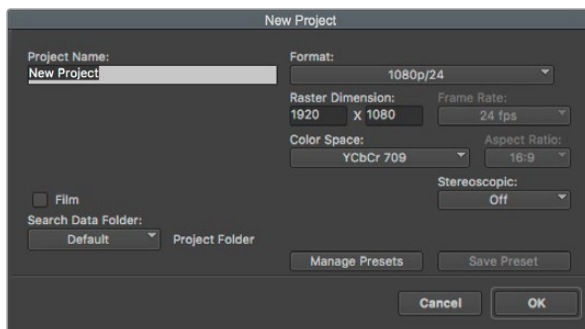 New Project
Project Name:
New Project
Format:
1080p/24
Raster Dimension:
Frame Rate:
1920 X 1080
24 fps
Color Space:
Aspect Ratio:
YCbCr 709
16:9
Stereoscopic:
Off
Film
Search Data Folder:
Default
Project Folder
Manage Presets
Save Preset
Cancel
OK